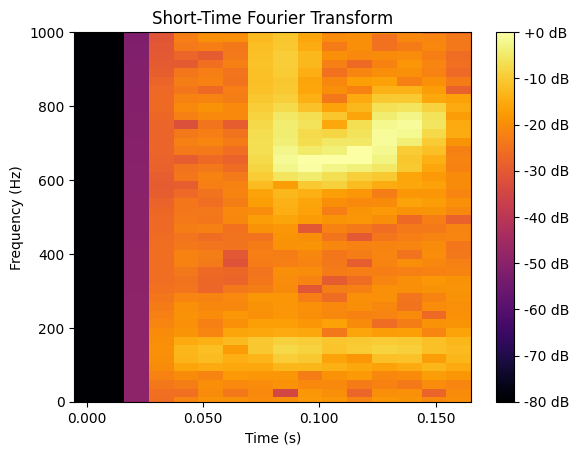 Short-Time Fourier Transform
1000
800
600
400
200
0
Frequency (Hz)
0.000
0.050
0.100
0.150
Time (s)
+0 dB
-10 dB
-20 dB
-30 dB
-40 dB
-50 dB
-60 dB
-70 dB
-80 dB